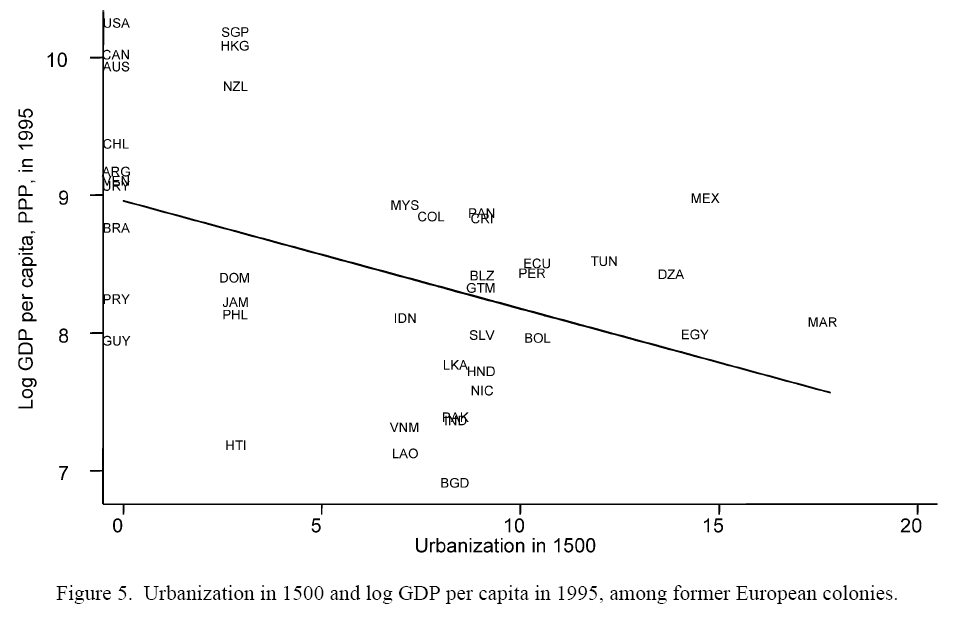 USA
SGP
HKG
CAN
10
AUS
NZL
CHL
ARG
VEN
URY
9
MEX
MYS
PAN
COL
CRI
BRA
ECU
TUN
PER
BLZ
DZA
DOM
GTM
PRY
JAM
PHL
IDN
MAR
8
GUY
SLV
BOL
EGY
LKA
HND
NIC
PAK
IND
VNM
HTI
LAO
7
BGD
Log GDP per capita, PPP, in 1995
0 5 10 15 20
Urbanization in 1500
Figure 5. Urbanization in 1500 and log GDP per capita in 1995, among former European colonies.